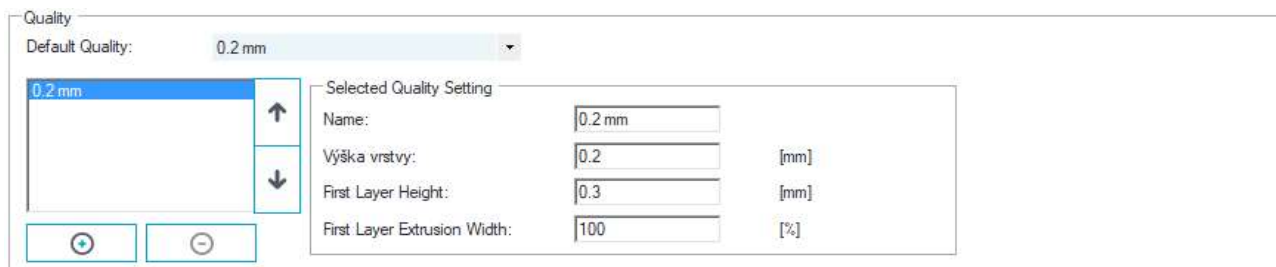 Quality
Default Quality: 0.2 mm
0.2 mm
Selected Quality Setting
Name: 0.2 mm
Výška vrstvy: 0.2 [mm]
First Layer Height: 0.3 [mm]
First Layer Extrusion Width: 100 [%]